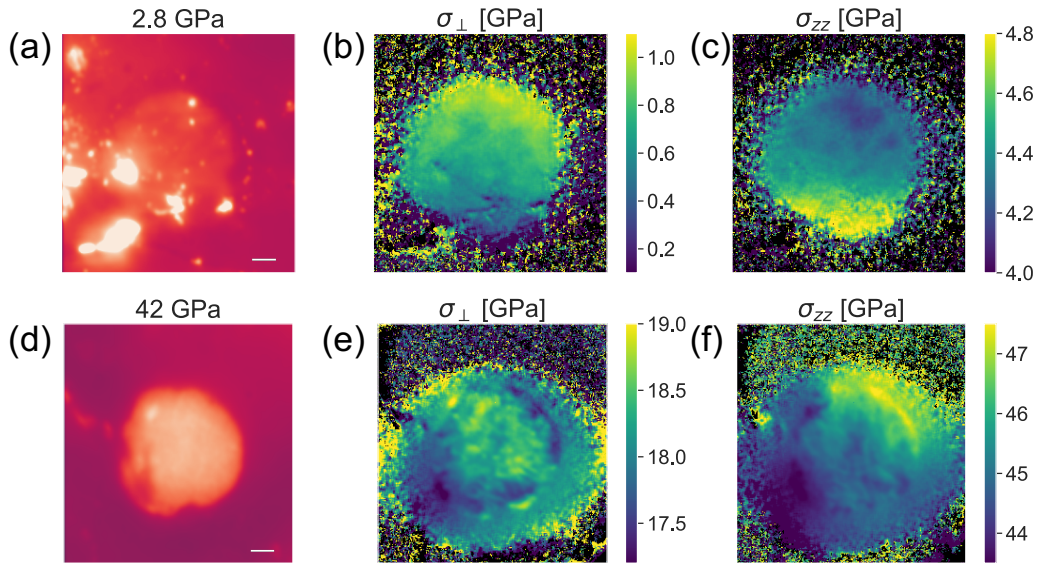 2.8 GPa
σ⊥ [GPa]
σzz [GPa]
(a)
(b)
(c)
1.0
0.8
0.6
0.4
0.2
4.8
4.6
4.4
4.2
4.0
42 GPa
σ⊥ [GPa]
σzz [GPa]
(d)
(e)
(f)
19.0
18.5
18.0
17.5
47
46
45
44